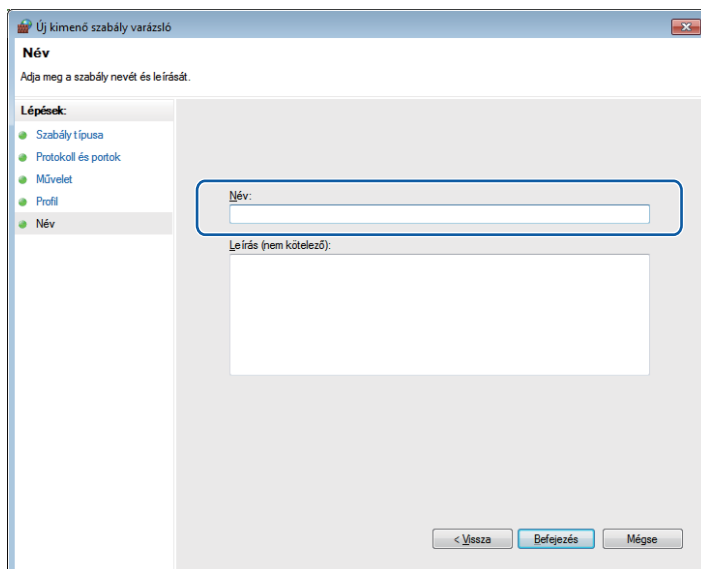 Új kimenő szabály varázsló
Név
Adja meg a szabály nevét és leírását.
Lépések:
Szabály típusa
Protokoll és portok
Művelet
Profil
Név
Név:
Leírás (nem kötelező):
< Vissza
Befejezés
Mégse